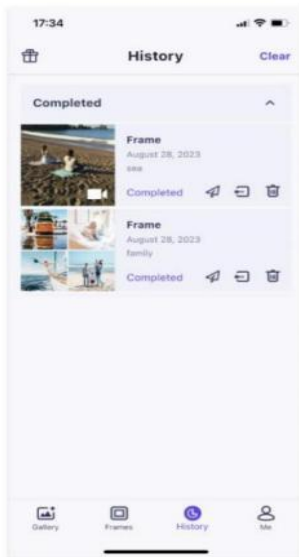 17:34
History
Clear
Completed
Frame
August 28, 2023
sea
Completed
Frame
August 28, 2023
family
Completed
Gallery
Frames
History
Me